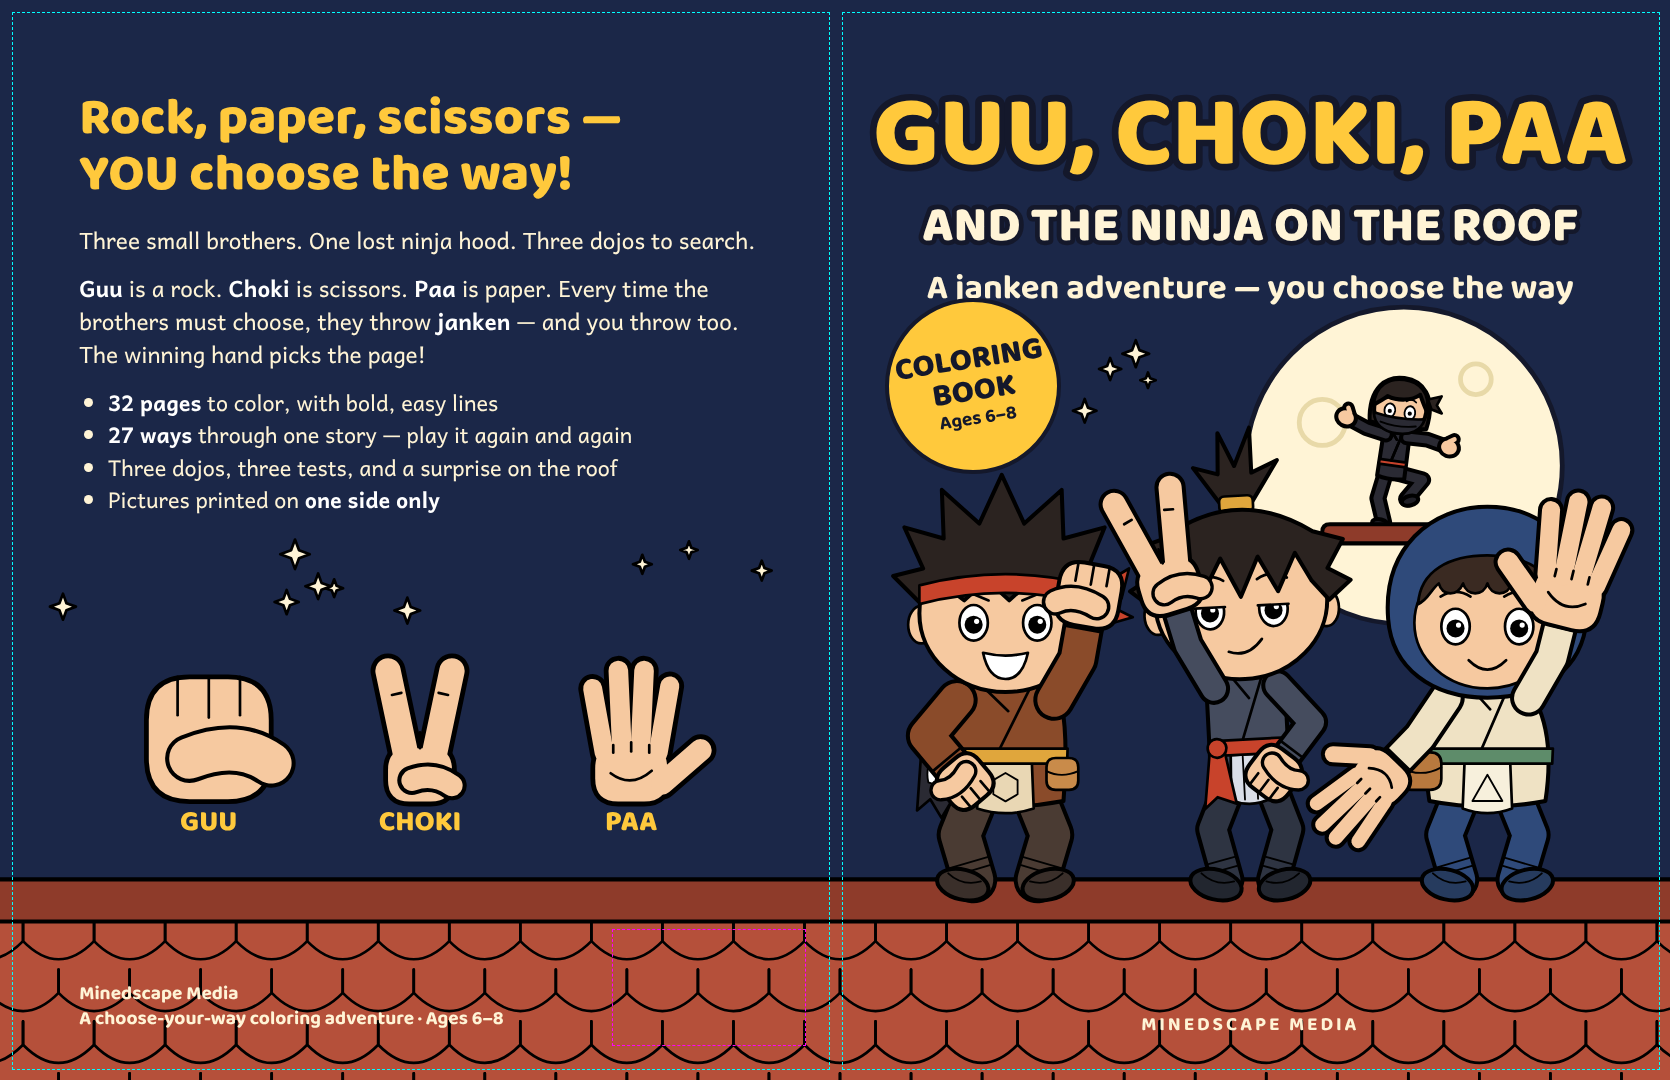 Rock, paper, scissors —
YOU choose the way!
Three small brothers. One lost ninja hood. Three dojos to search.
Guu is a rock. Choki is scissors. Paa is paper. Every time the
brothers must choose, they throw janken — and you throw too.
The winning hand picks the page!
• 32 pages to color, with bold, easy lines
• 27 ways through one story — play it again and again
• Three dojos, three tests, and a surprise on the roof
• Pictures printed on one side only
GUU
CHOKI
PAA
Minedscape Media
A choose-your-way coloring adventure · Ages 6–8
GUU, CHOKI, PAA
AND THE NINJA ON THE ROOF
A janken adventure — you choose the way
COLORING
BOOK
Ages 6–8
MINEDSCAPE MEDIA